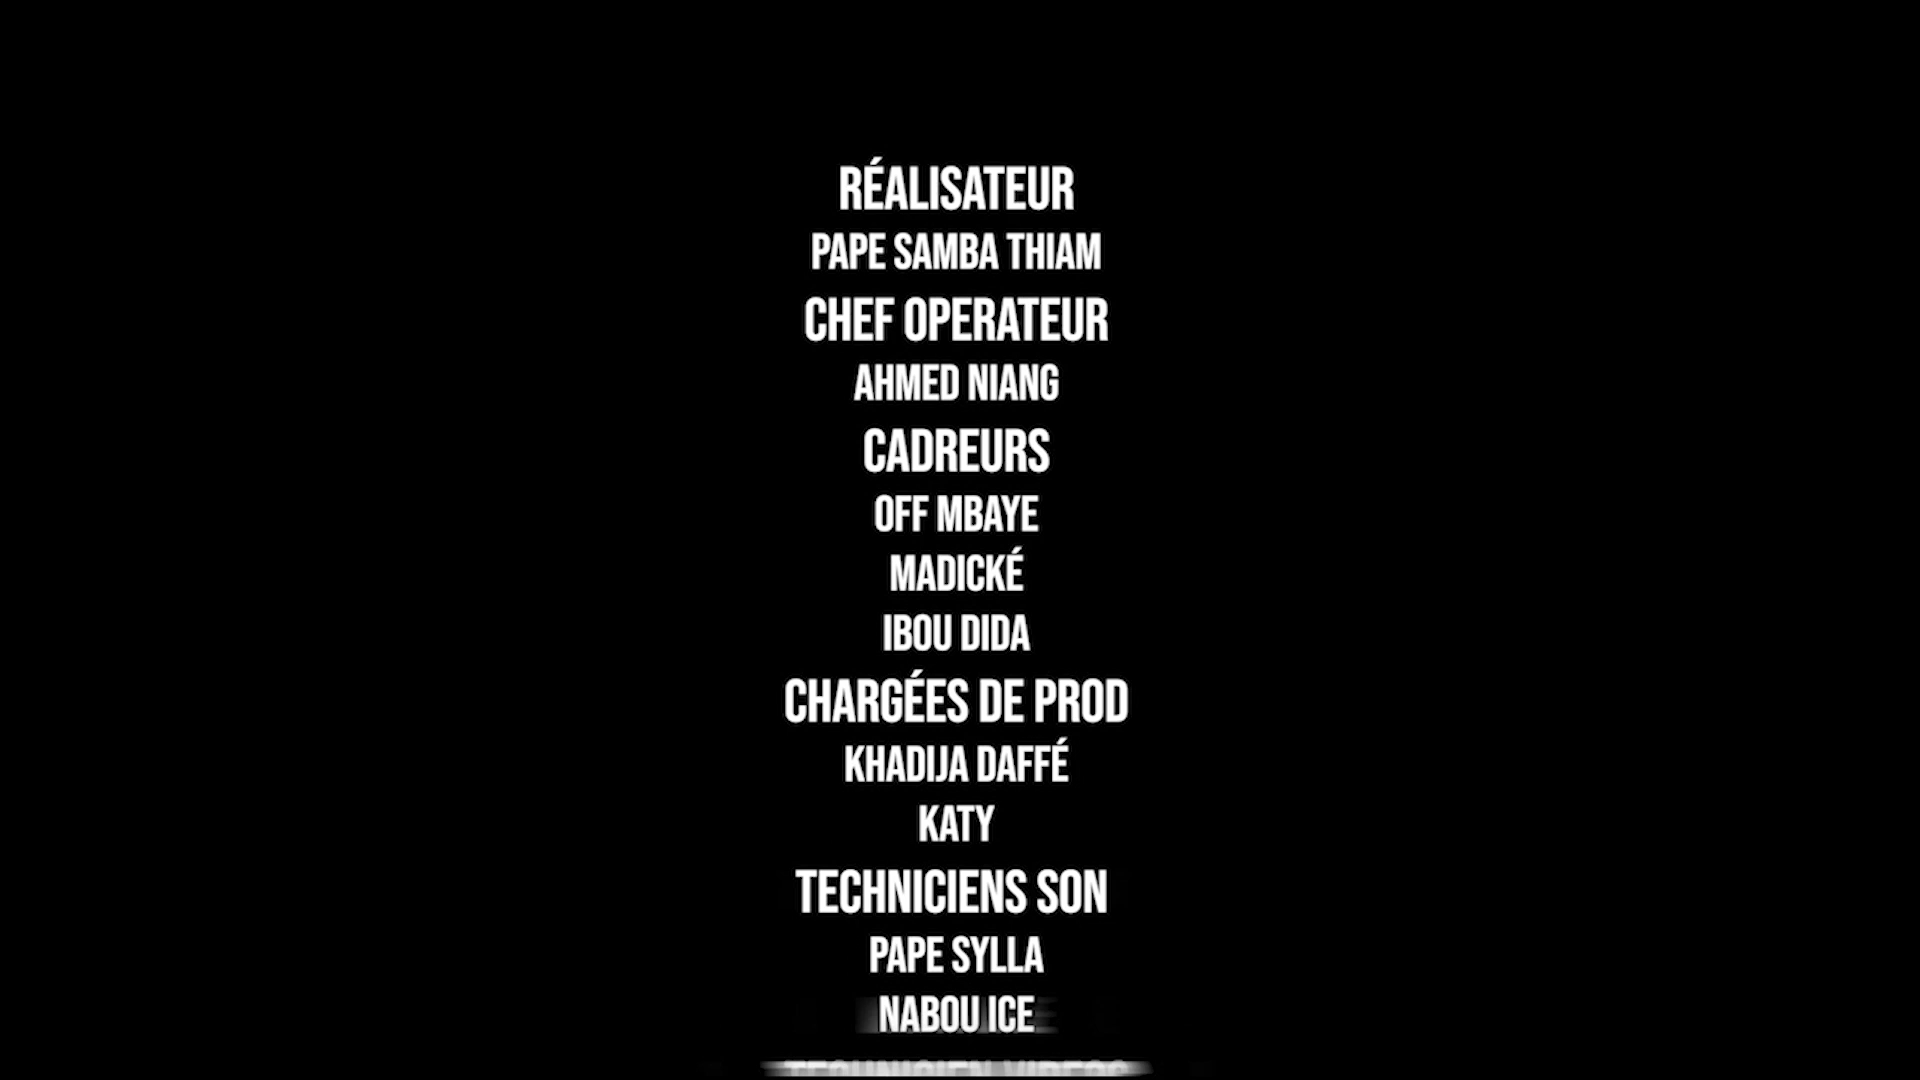 RÉALISATEUR
PAPE SAMBA THIAM
CHEF OPERATEUR
AHMED NIANG
CADREURS
OFF MBAYE
MADICKÉ
IBOU DIDA
CHARGÉES DE PROD
KHADIJA DAFFÉ
KATY
TECHNICIENS SON
PAPE SYLLA
NABOU ICE